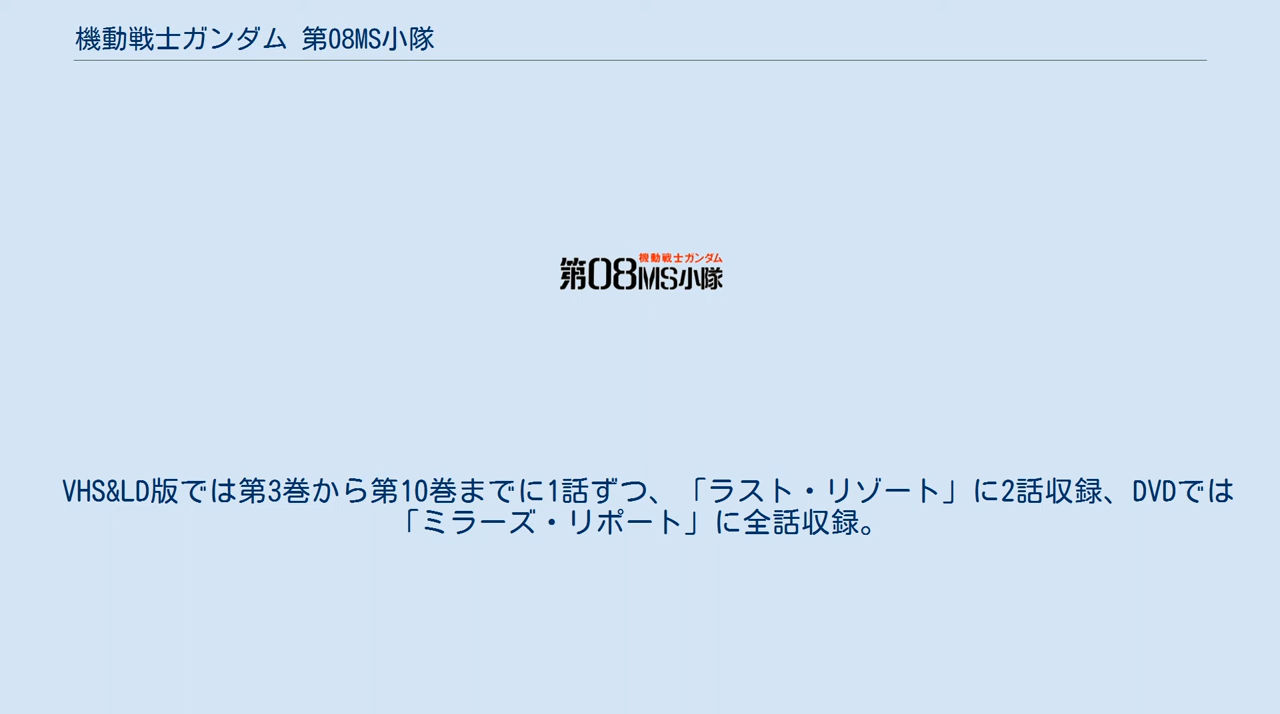 機動戦士ガンダム 第08MS小隊
機動戦士ガンダム
第08MS小隊
VHS&LD版では第3巻から第10巻までに1話ずつ、「ラスト・リゾート」に2話収録、DVDでは
「ミラーズ・リポート」に全話収録。